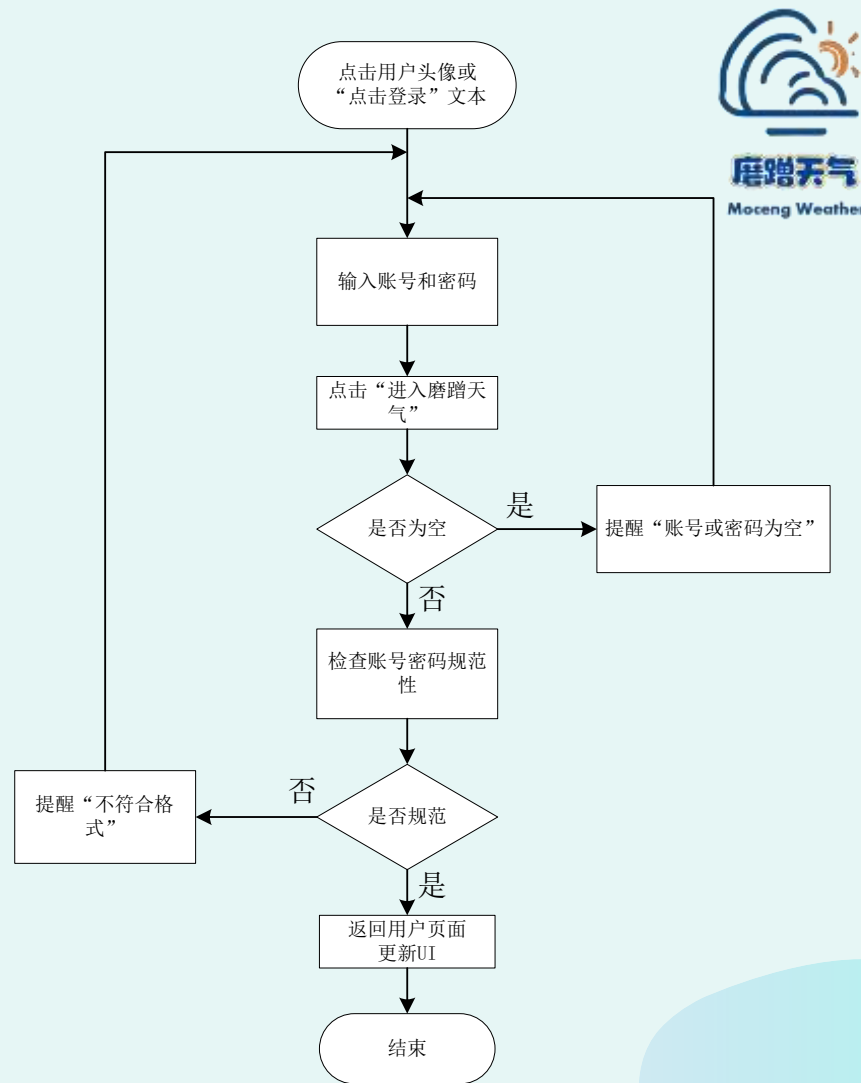 点击用户头像或
“点击登录”文本
磨蹭天气
Moceng Weather
输入账号和密码
点击“进入磨蹭天
气”
是否为空
是
提醒“账号或密码为空”
否
检查账号密码规范
性
是否规范
否
提醒“不符合格
式”
是
返回用户页面
更新UI
结束